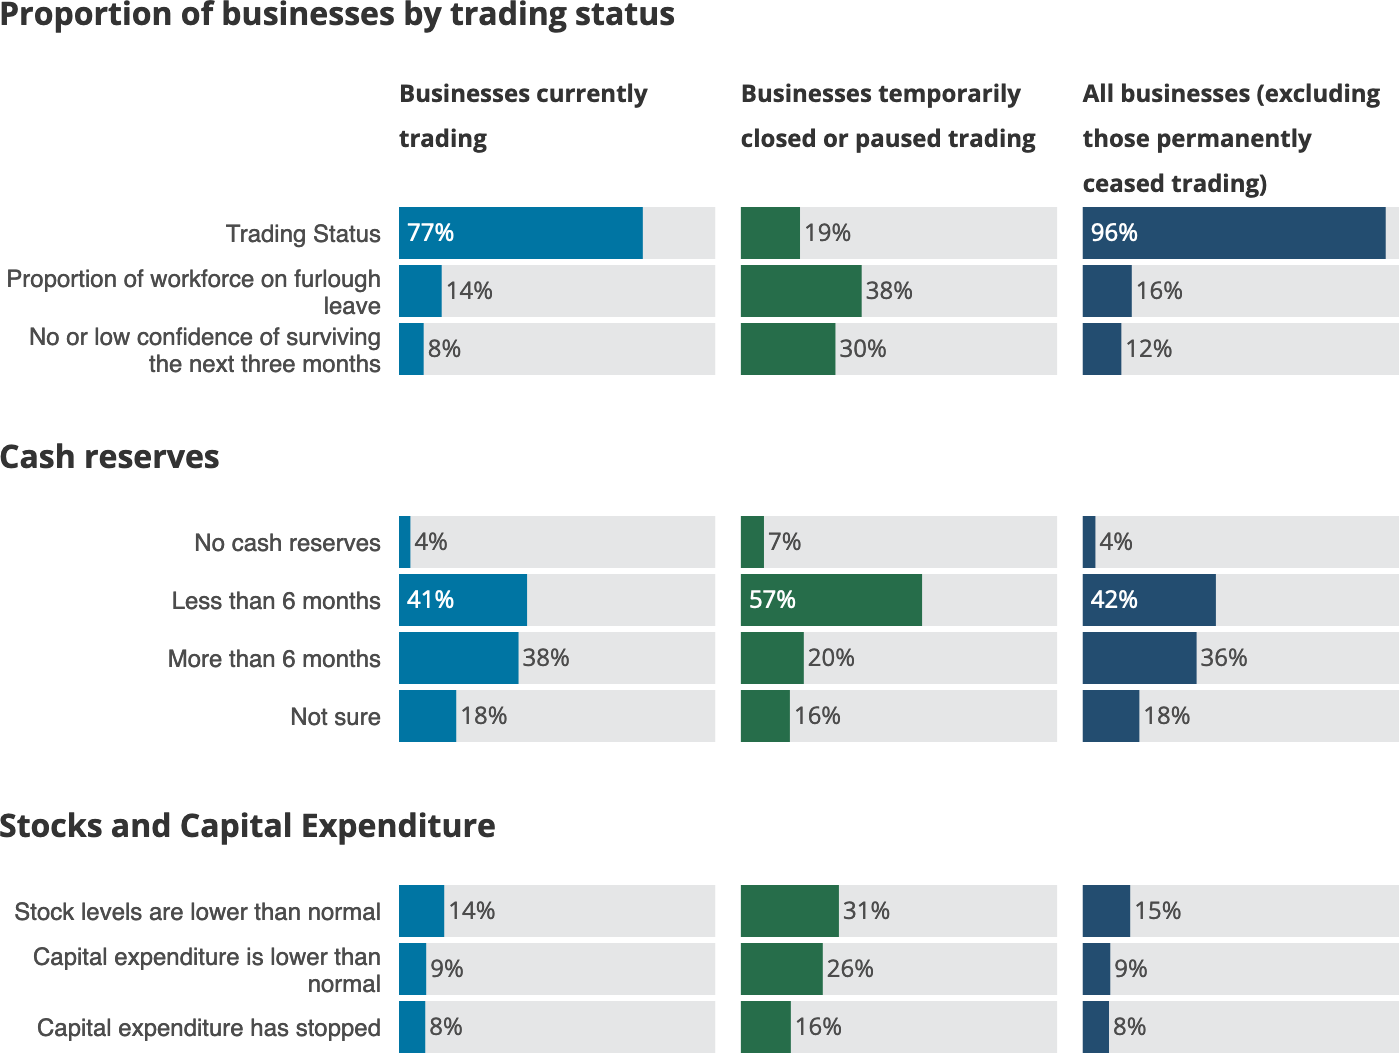 Proportion of businesses by trading status
Businesses currently
trading
Businesses temporarily
closed or paused trading
All businesses (excluding
those permanently
ceased trading)
Trading Status
77%
19%
96%
Proportion of workforce on furlough
leave
14%
38%
16%
No or low confidence of surviving
the next three months
8%
30%
12%
Cash reserves
No cash reserves
4%
7%
4%
Less than 6 months
41%
57%
42%
More than 6 months
38%
20%
36%
Not sure
18%
16%
18%
Stocks and Capital Expenditure
Stock levels are lower than normal
14%
31%
15%
Capital expenditure is lower than
normal
9%
26%
9%
Capital expenditure has stopped
8%
16%
8%